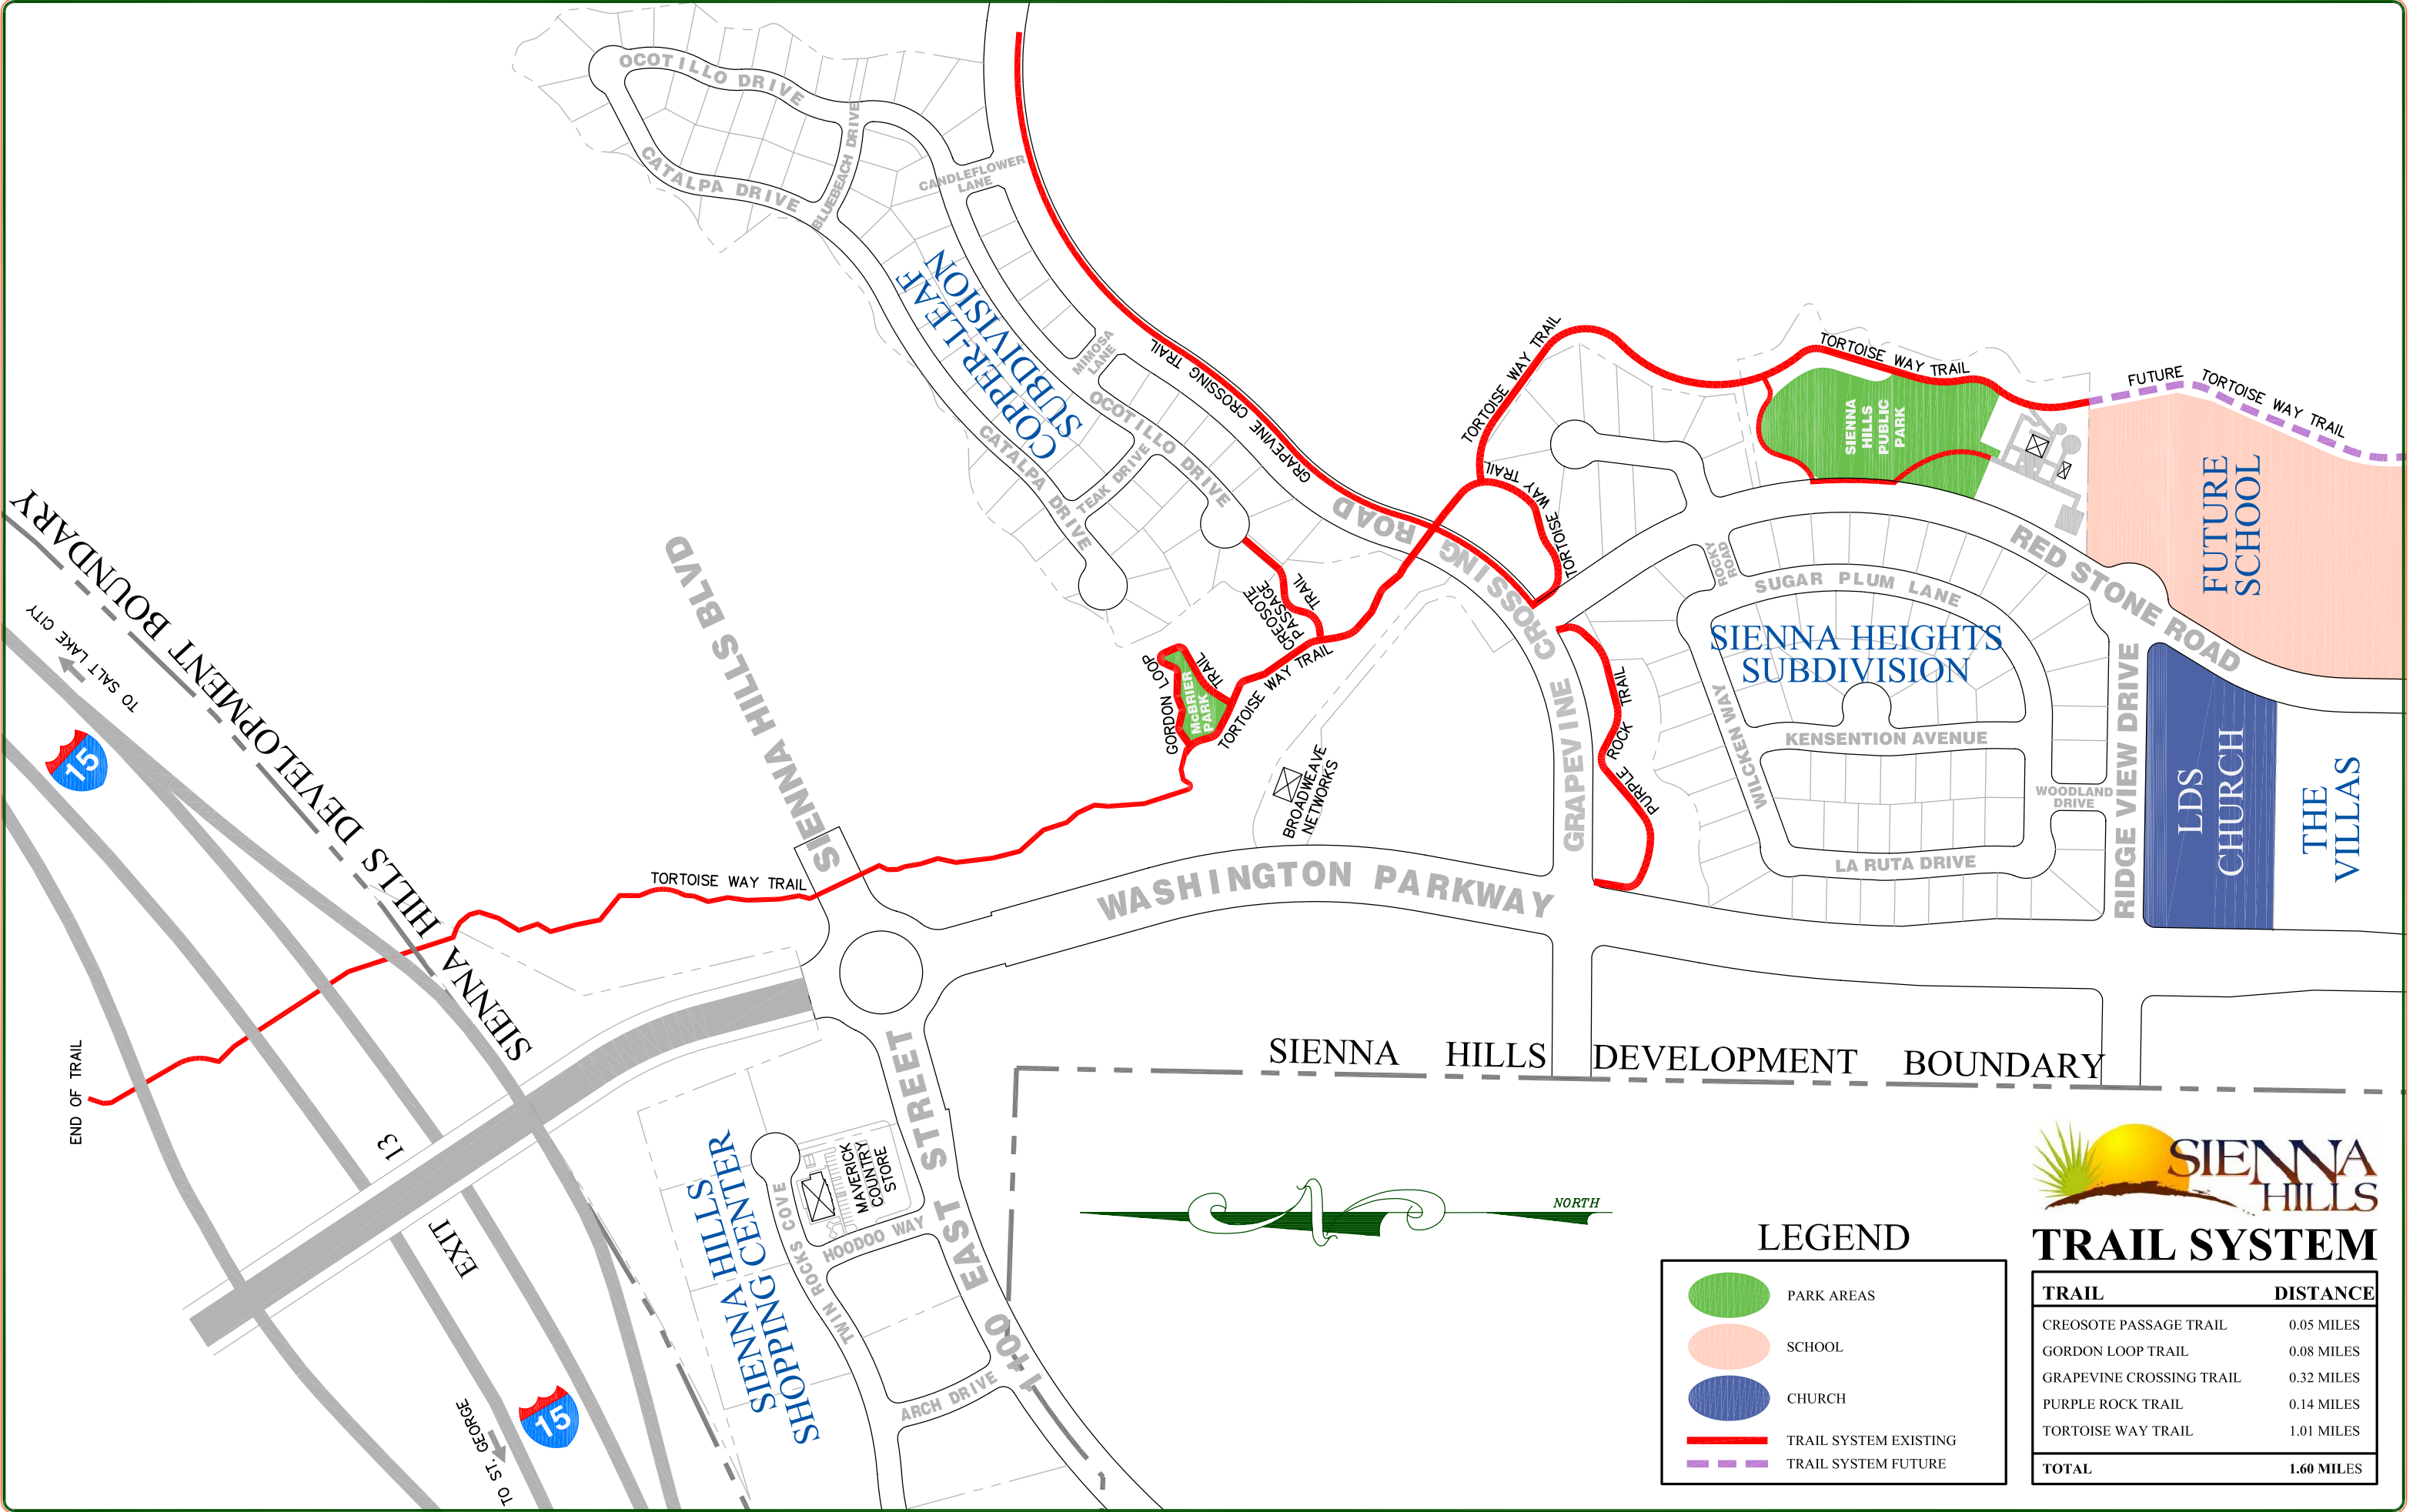 OCOTILLO DRIVE
CATALPA DRIVE
BLUEBEACH DRIVE
CANDLEFLOWER
LANE
COPPER-LEAF
SUBDIVISION
MIMOSA
LANE
OCOTILLO DRIVE
CATALPA DRIVE
TEAK DRIVE
GRAPEVINE CROSSING TRAIL
GRAPEVINE CROSSING ROAD
TORTOISE WAY TRAIL
TORTOISE WAY TRAIL
TORTOISE WAY TRAIL
SIENNA
HILLS
PUBLIC
PARK
FUTURE TORTOISE WAY TRAIL
FUTURE
SCHOOL
RED STONE ROAD
ROCKY
ROAD
SUGAR PLUM LANE
SIENNA HEIGHTS
SUBDIVISION
WILCKEN WAY
KENSENTION AVENUE
WOODLAND
DRIVE
LA RUTA DRIVE
RIDGE VIEW DRIVE
LDS
CHURCH
THE
VILLAS
PURPLE ROCK TRAIL
CREOSOTE
PASSAGE
TRAIL
GORDON LOOP
TRAIL
McBRIER
PARK
TORTOISE WAY TRAIL
BROADWEAVE
NETWORKS
SIENNA HILLS BLVD
TORTOISE WAY TRAIL
WASHINGTON PARKWAY
SIENNA HILLS DEVELOPMENT BOUNDARY
TO SALT LAKE CITY
15
END OF TRAIL
EXIT 13
TO ST. GEORGE
15
SIENNA HILLS
SHOPPING CENTER
MAVERICK
COUNTRY
STORE
TWIN ROCKS COVE
HOODOO WAY
ARCH DRIVE
1100 EAST STREET
SIENNA HILLS DEVELOPMENT BOUNDARY
NORTH
LEGEND
PARK AREAS
SCHOOL
CHURCH
TRAIL SYSTEM EXISTING
TRAIL SYSTEM FUTURE
SIENNA
HILLS
TRAIL SYSTEM
TRAIL DISTANCE
CREOSOTE PASSAGE TRAIL 0.05 MILES
GORDON LOOP TRAIL 0.08 MILES
GRAPEVINE CROSSING TRAIL 0.32 MILES
PURPLE ROCK TRAIL 0.14 MILES
TORTOISE WAY TRAIL 1.01 MILES
TOTAL 1.60 MILES